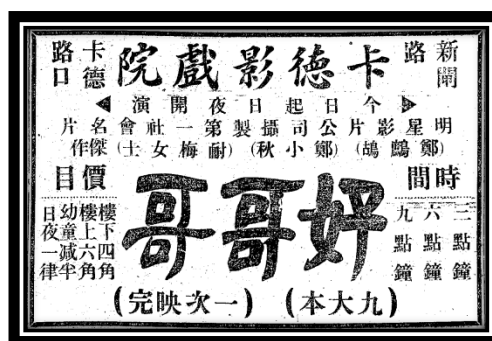 新閘路
卡德影戲院
卡德路口
今日起日夜開演
明星影片公司攝製第一社會名片
(鄭鷓鴣) (鄭小秋) (耐梅女士) 傑作
時間
三點鐘
六點鐘
九點鐘
好哥哥
(九大本) (一次映完)
價目
樓下四角
樓上六角
幼童减半
日夜一律